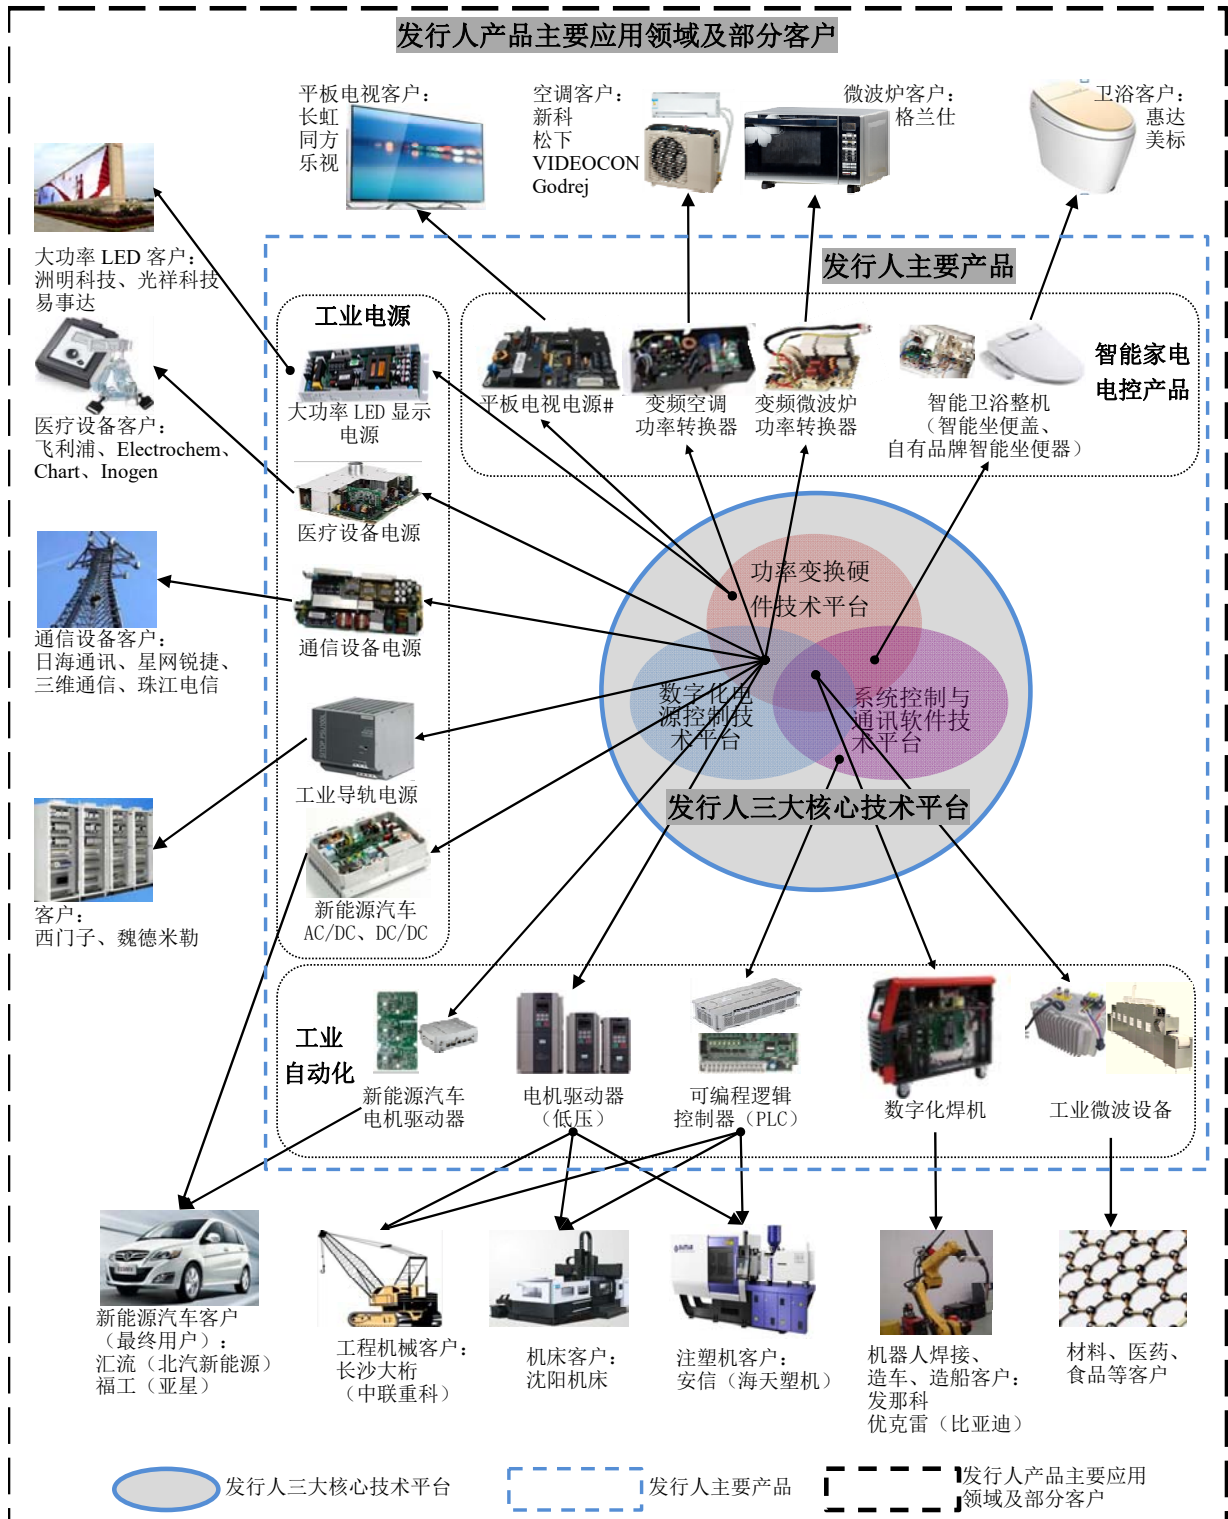 发行人产品主要应用领域及部分客户
平板电视客户：
长虹
同方
乐视
空调客户：
新科
松下
VIDEOCON
Godrej
微波炉客户：
格兰仕
卫浴客户：
惠达
美标
大功率 LED 客户：
洲明科技、光祥科技
易事达
医疗设备客户：
飞利浦、Electrochem、
Chart、Inogen
通信设备客户：
日海通讯、星网锐捷、
三维通信、珠江电信
客户：
西门子、魏德米勒
发行人主要产品
工业电源
大功率 LED 显示
电源
医疗设备电源
通信设备电源
工业导轨电源
新能源汽车
AC/DC、DC/DC
平板电视电源#
变频空调
功率转换器
变频微波炉
功率转换器
智能卫浴整机
（智能坐便盖、
自有品牌智能坐便器）
智能家电
电控产品
功率变换硬
件技术平台
数字化电
源控制技
术平台
系统控制与
通讯软件技
术平台
发行人三大核心技术平台
工业
自动化
新能源汽车
电机驱动器
电机驱动器
（低压）
可编程逻辑
控制器（PLC）
数字化焊机
工业微波设备
新能源汽车客户
（最终用户）：
汇流（北汽新能源）
福工（亚星）
工程机械客户：
长沙大桁
（中联重科）
机床客户：
沈阳机床
注塑机客户：
安信（海天塑机）
机器人焊接、
造车、造船客户：
发那科
优克雷（比亚迪）
材料、医药、
食品等客户
发行人三大核心技术平台
发行人主要产品
发行人产品主要应用
领域及部分客户